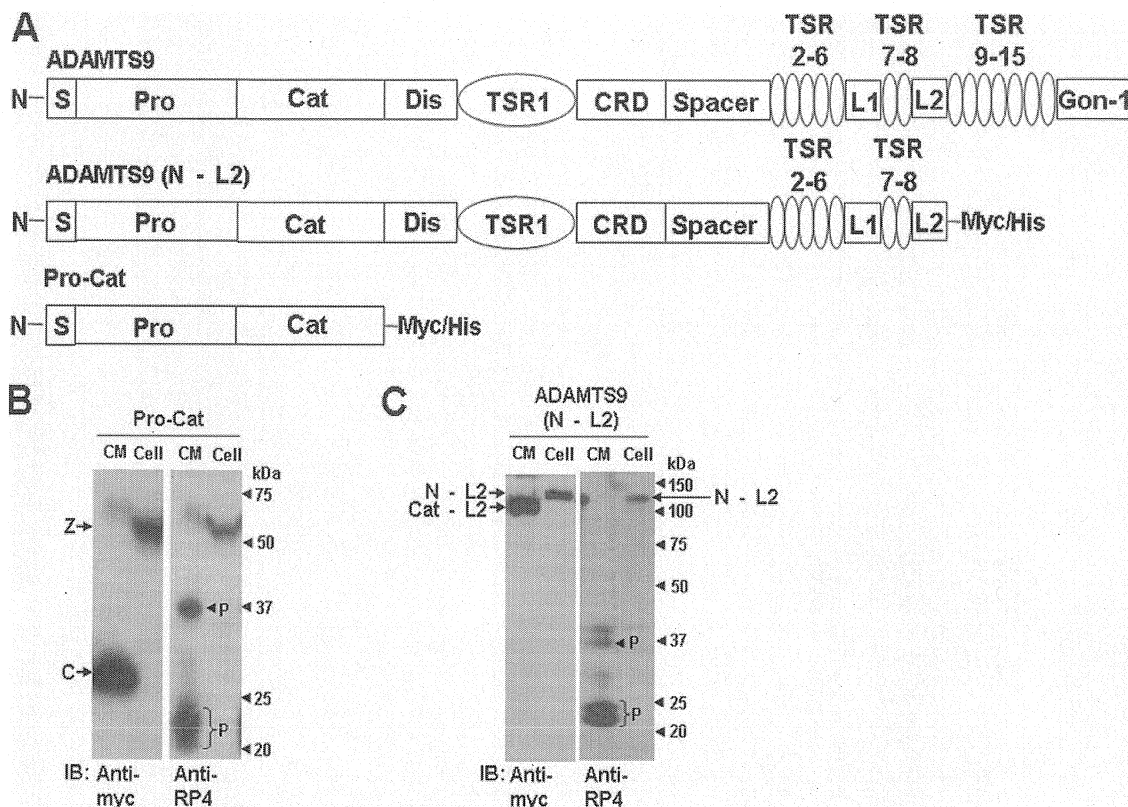 A
ADAMTS9
TSR TSR TSR
2-6 7-8 9-15
N S Pro Cat Dis TSR1 CRD Spacer L1 L2 Gon-1
ADAMTS9 (N - L2)
TSR TSR
2-6 7-8
N S Pro Cat Dis TSR1 CRD Spacer L1 L2 Myc/His
Pro-Cat
N S Pro Cat Myc/His
B
Pro-Cat
CM Cell CM Cell
kDa
75
Z
50
P 37
C
25
P
20
IB: Anti-myc Anti-RP4
C
ADAMTS9
(N - L2)
CM Cell CM Cell
kDa
N - L2 150 N - L2
Cat - L2 100
75
50
37
P
25
P
20
Anti-myc Anti-RP4